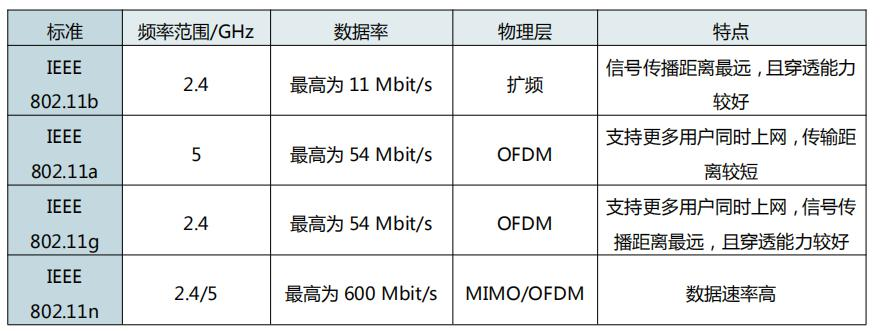 标准 频率范围/GHz 数据率 物理层 特点
IEEE 802.11b 2.4 最高为 11 Mbit/s 扩频 信号传播距离最远，且穿透能力较好
IEEE 802.11a 5 最高为 54 Mbit/s OFDM 支持更多用户同时上网，传输距离较短
IEEE 802.11g 2.4 最高为 54 Mbit/s OFDM 支持更多用户同时上网，信号传播距离最远，且穿透能力较好
IEEE 802.11n 2.4/5 最高为 600 Mbit/s MIMO/OFDM 数据速率高